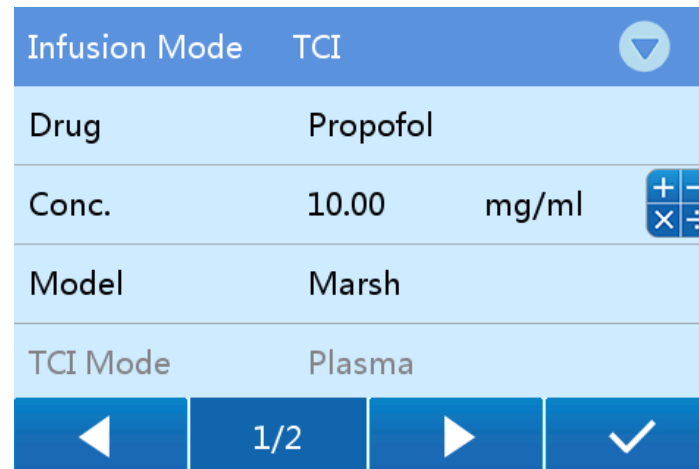 Infusion Mode TCI
Drug Propofol
Conc. 10.00 mg/ml
Model Marsh
TCI Mode Plasma
1/2